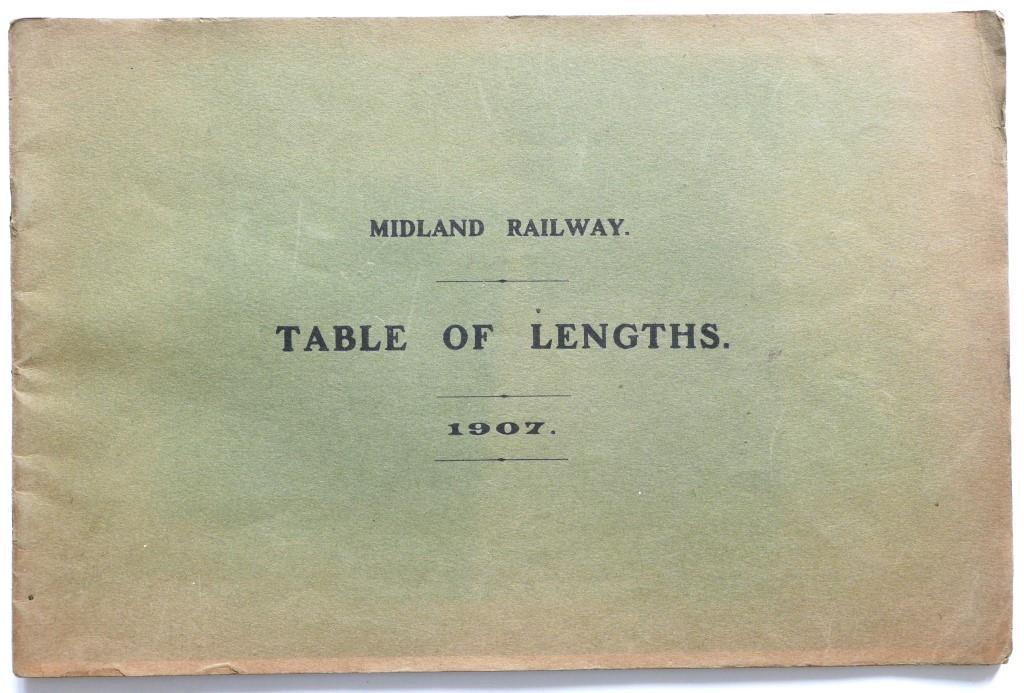 MIDLAND RAILWAY.
TABLE OF LENGTHS.
1907.